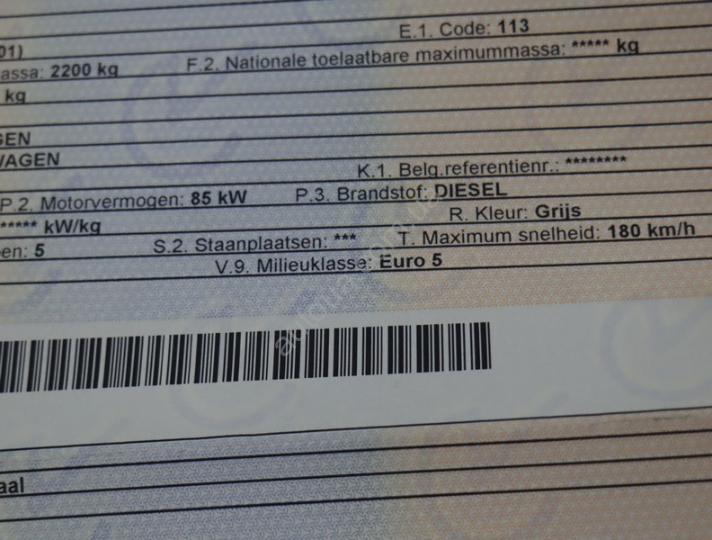 E.1. Code: 113
01)
assa: 2200 kg F.2. Nationale toelaatbare maximummassa: ***** kg
kg
GEN
WAGEN
K.1. Belg.referentienr.: ********
P.2. Motorvermogen: 85 kW P.3. Brandstof: DIESEL
***** kW/kg R. Kleur: Grijs
en: 5 S.2. Staanplaatsen: *** T. Maximum snelheid: 180 km/h
V.9. Milieuklasse: Euro 5
aal